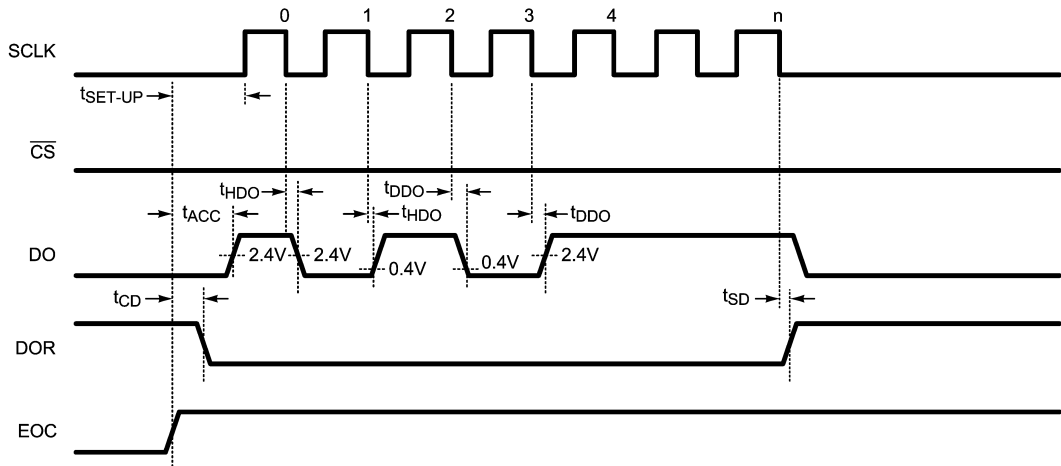 0 1 2 3 4 n
SCLK
tSET-UP
CS
tHDO tDDO
tACC tHDO tDDO
DO 2.4V 2.4V 0.4V 0.4V 2.4V
tCD tSD
DOR
EOC